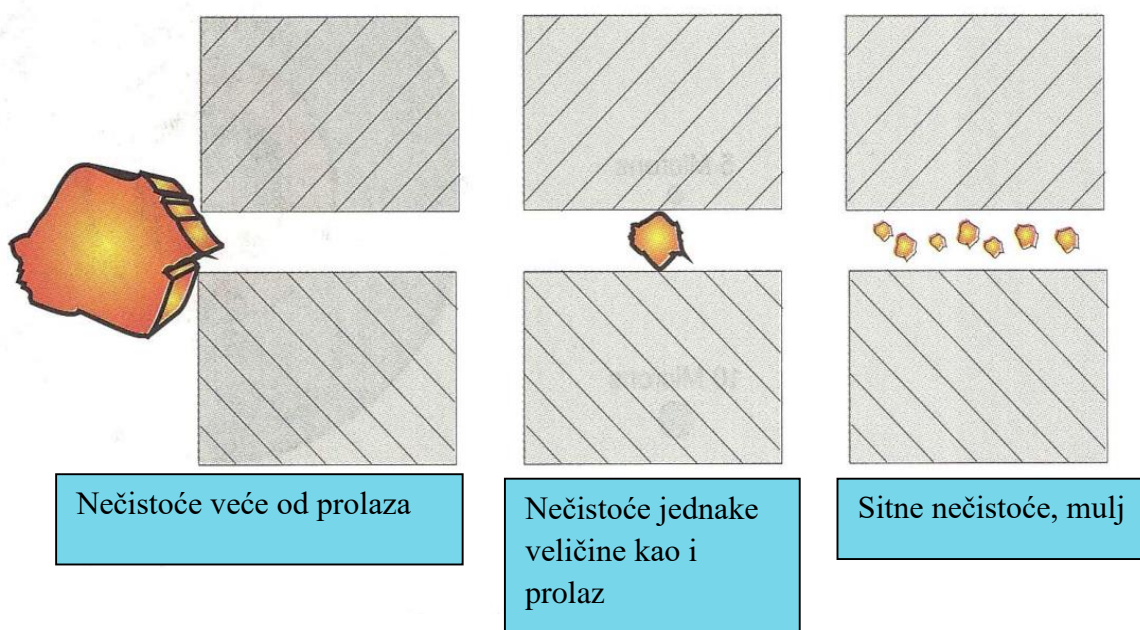 Nečistoće veće od prolaza
Nečistoće jednake
veličine kao i
prolaz
Sitne nečistoće, mulj